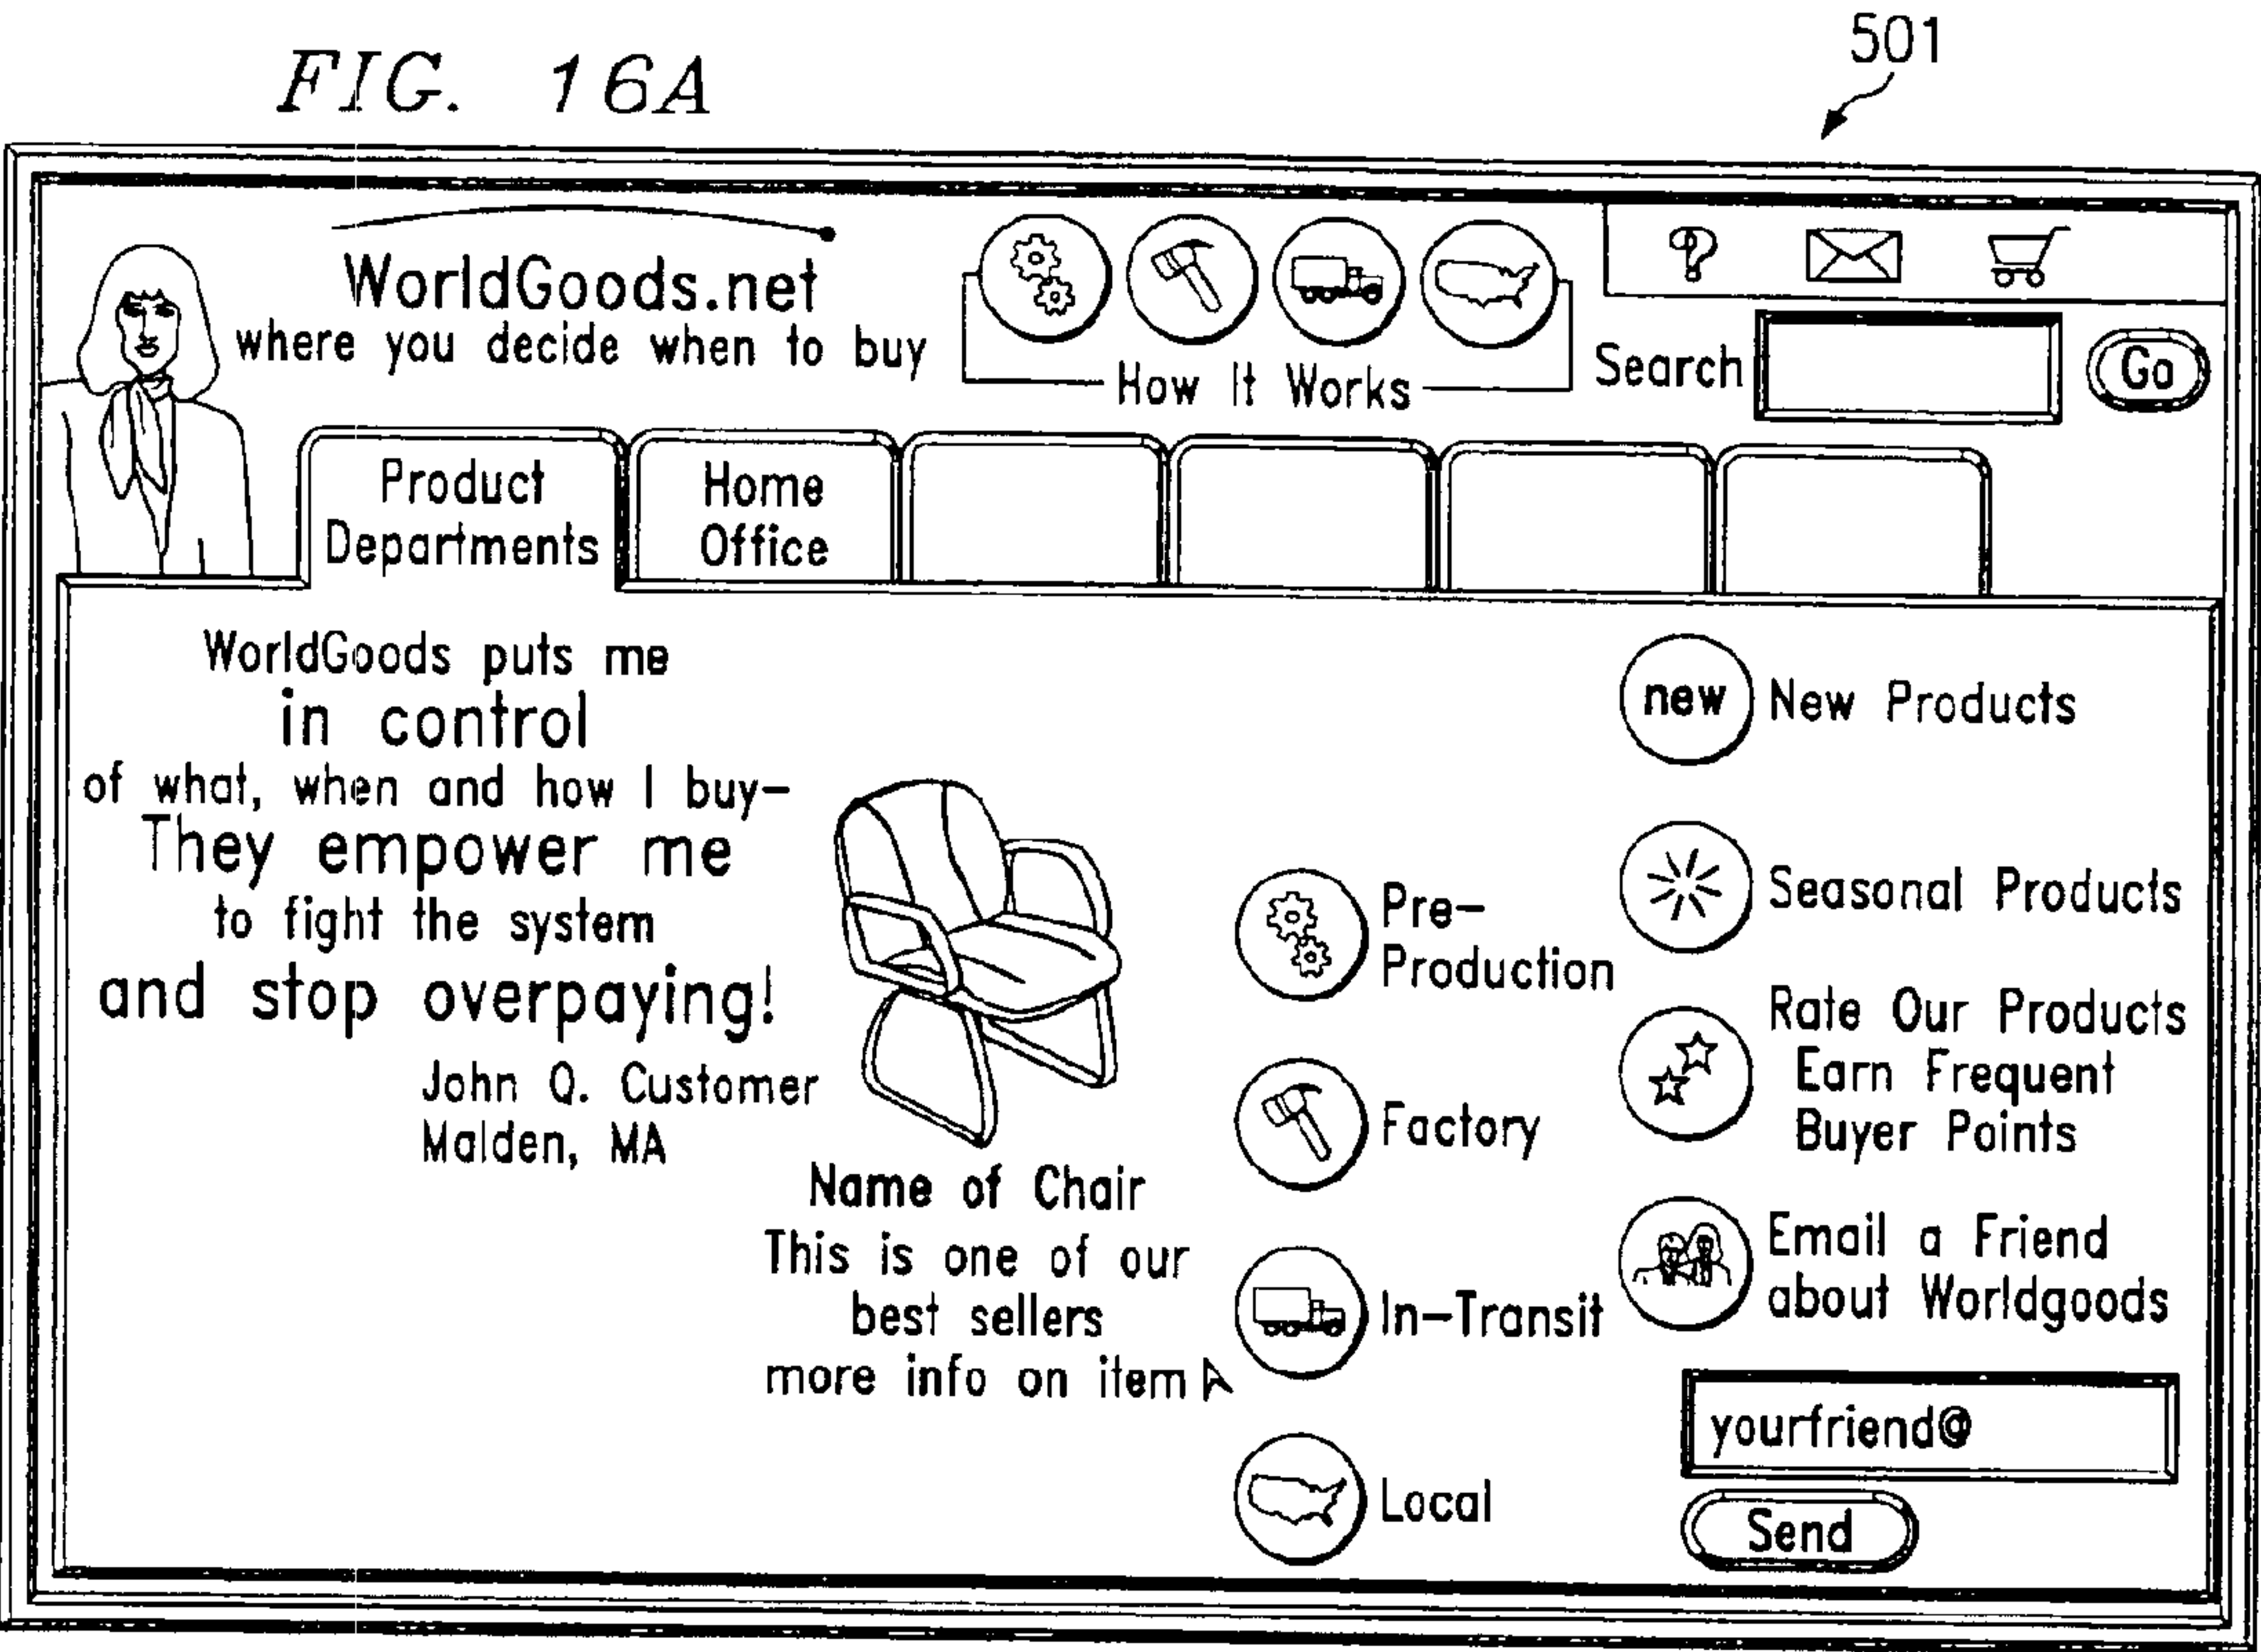 FIG. 16A
501
WorldGoods.net
where you decide when to buy
How It Works
Search
Go
Product
Departments
Home
Office
WorldGoods puts me
in control
of what, when and how I buy-
They empower me
to fight the system
and stop overpaying!
John Q. Customer
Malden, MA
Name of Chair
This is one of our
best sellers
more info on item
Pre-
Production
Factory
In-Transit
Local
new
New Products
Seasonal Products
Rate Our Products
Earn Frequent
Buyer Points
Email a Friend
about Worldgoods
yourfriend@
Send